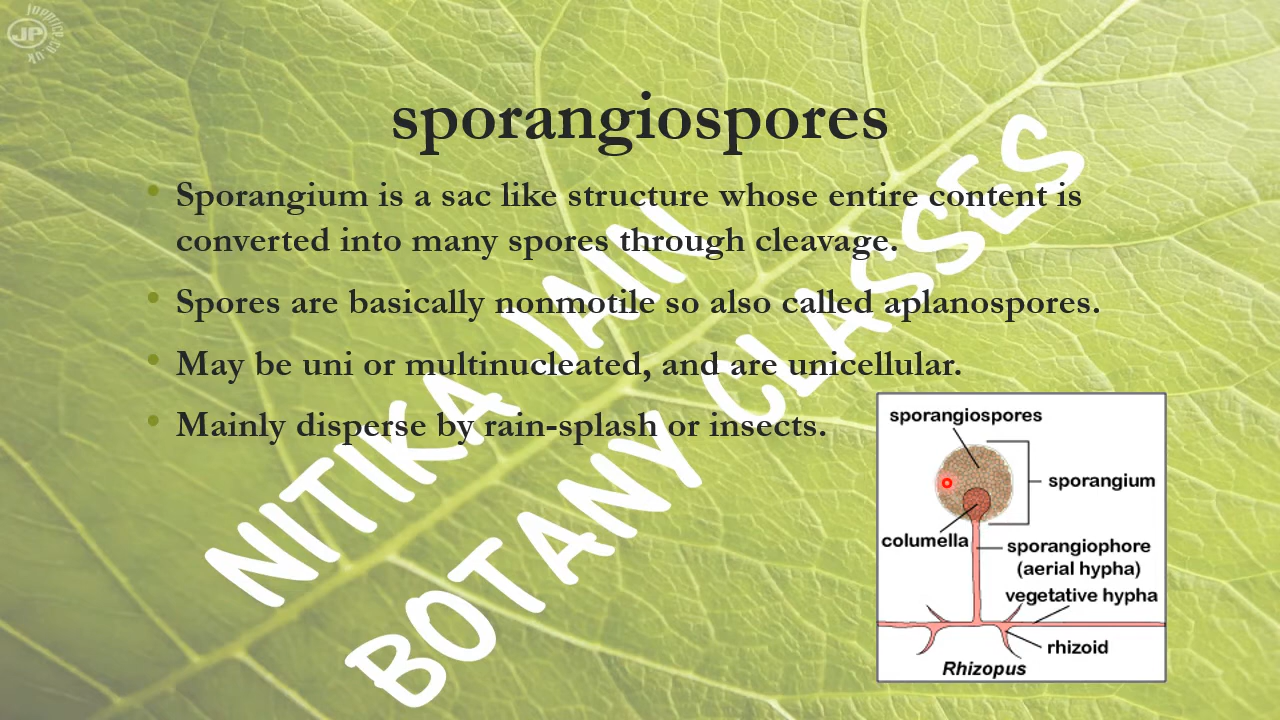 sporangiospores
• Sporangium is a sac like structure whose entire content is
converted into many spores through cleavage.
• Spores are basically nonmotile so also called aplanospores.
• May be uni or multinucleated, and are unicellular.
• Mainly disperse by rain-splash or insects.
NITIKA JAIN
BOTANY CLASSES
sporangiospores
sporangium
columella
sporangiophore
(aerial hypha)
vegetative hypha
rhizoid
Rhizopus
JP